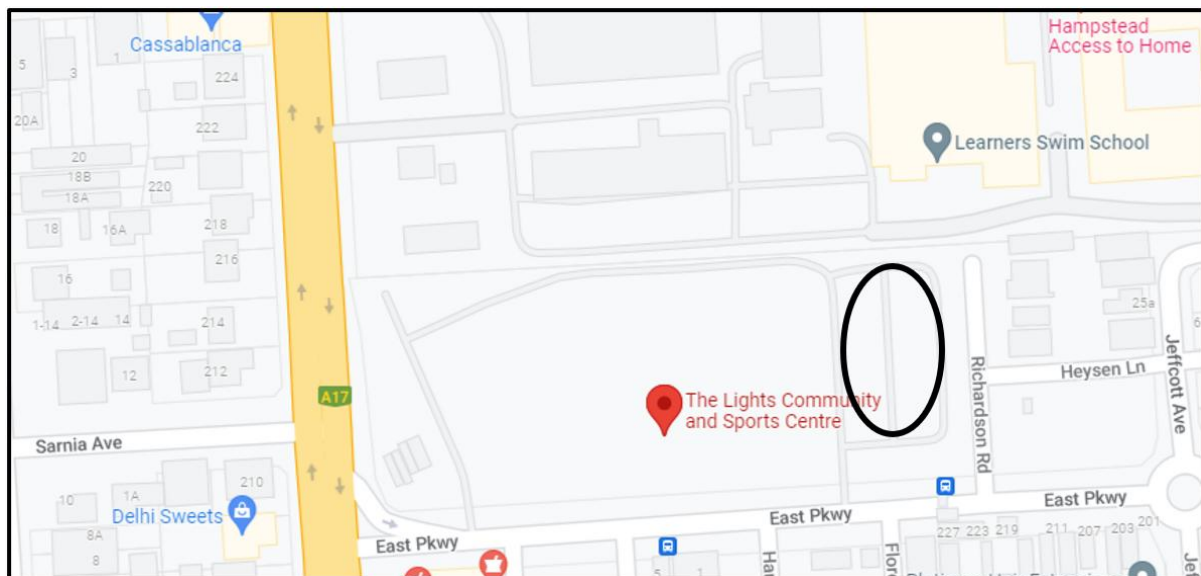 Cassablanca
5
3
1
224
20A
222
20
18B
18A
220
18
16A
218
216
16
1-14
2-14
14
214
12
212
A17
Sarnia Ave
10
1A
210
8A
8
Delhi Sweets
East Pkwy
5
1
The Lights Community
and Sports Centre
East Pkwy
Hampstead
Access to Home
Learners Swim School
25a
6
Heysen Ln
Richardson Rd
Jeffcott Ave
East Pkwy
227
223
219
211
207
203
201